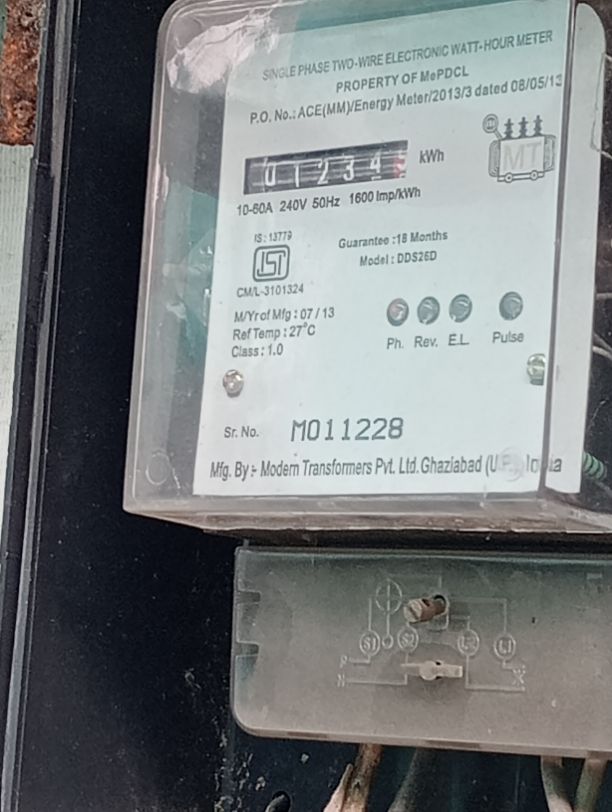 SINGLE PHASE TWO-WIRE ELECTRONIC WATT-HOUR METER
PROPERTY OF MePDCL
P.O. No.: ACE(MM)/Energy Meter/2013/3 dated 08/05/13
01234 kWh
MT
10-60A 240V 50Hz 1600 Imp/kWh
IS : 13779
ISI
CM/L-3101324
Guarantee :18 Months
Model : DDS26D
M/Yr of Mfg : 07 / 13
Ref Temp : 27°C
Class : 1.0
Ph. Rev. E.L. Pulse
Sr. No. M011228
Mfg. By :- Modern Transformers Pvt. Ltd. Ghaziabad
S1 S2 L2 L1
P
N